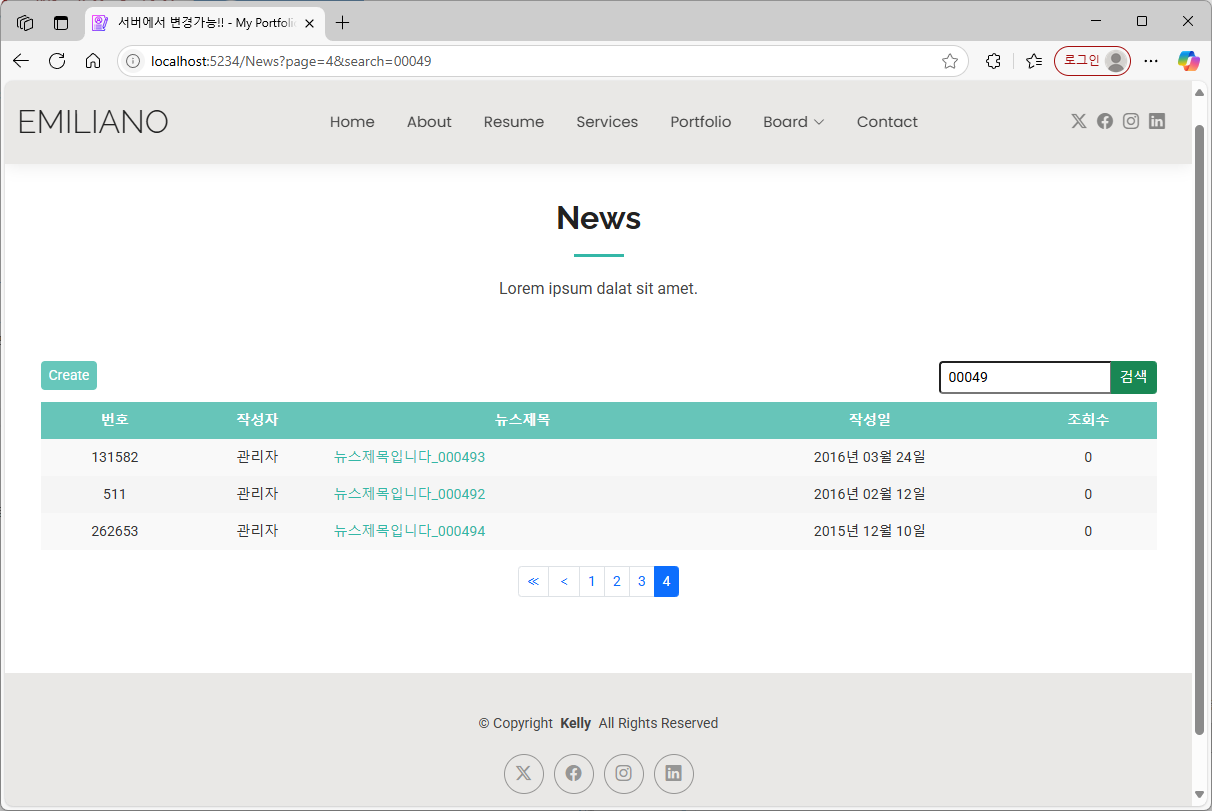 서버에서 변경가능!! - My Portfoli
localhost:5234/News?page=4&search=00049
로그인
EMILIANO
Home About Resume Services Portfolio Board Contact
News
Lorem ipsum dalat sit amet.
Create
00049 검색
번호 작성자 뉴스제목 작성일 조회수
131582 관리자 뉴스제목입니다_000493 2016년 03월 24일 0
511 관리자 뉴스제목입니다_000492 2016년 02월 12일 0
262653 관리자 뉴스제목입니다_000494 2015년 12월 10일 0
≪ < 1 2 3 4
© Copyright Kelly All Rights Reserved